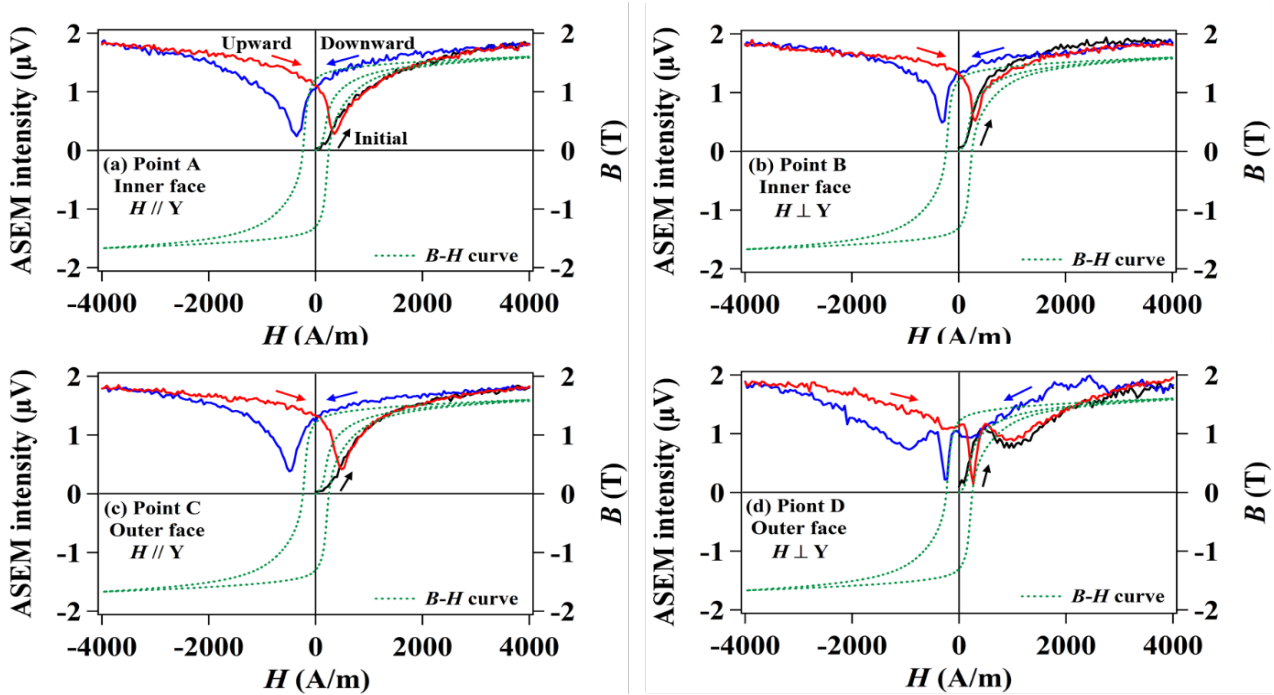 ASEM intensity (µV)
2
1
0
-1
-2
Upward
Downward
Initial
(a) Point A
Inner face
H // Y
B-H curve
2
1
0
-1
-2
B (T)
-4000 -2000 0 2000 4000
H (A/m)
ASEM intensity (µV)
2
1
0
-1
-2
(b) Point B
Inner face
H ⊥ Y
B-H curve
2
1
0
-1
-2
B (T)
-4000 -2000 0 2000 4000
H (A/m)
ASEM intensity (µV)
2
1
0
-1
-2
(c) Point C
Outer face
H // Y
B-H curve
2
1
0
-1
-2
B (T)
-4000 -2000 0 2000 4000
H (A/m)
ASEM intensity (µV)
2
1
0
-1
-2
(d) Piont D
Outer face
H ⊥ Y
B-H curve
2
1
0
-1
-2
B (T)
-4000 -2000 0 2000 4000
H (A/m)